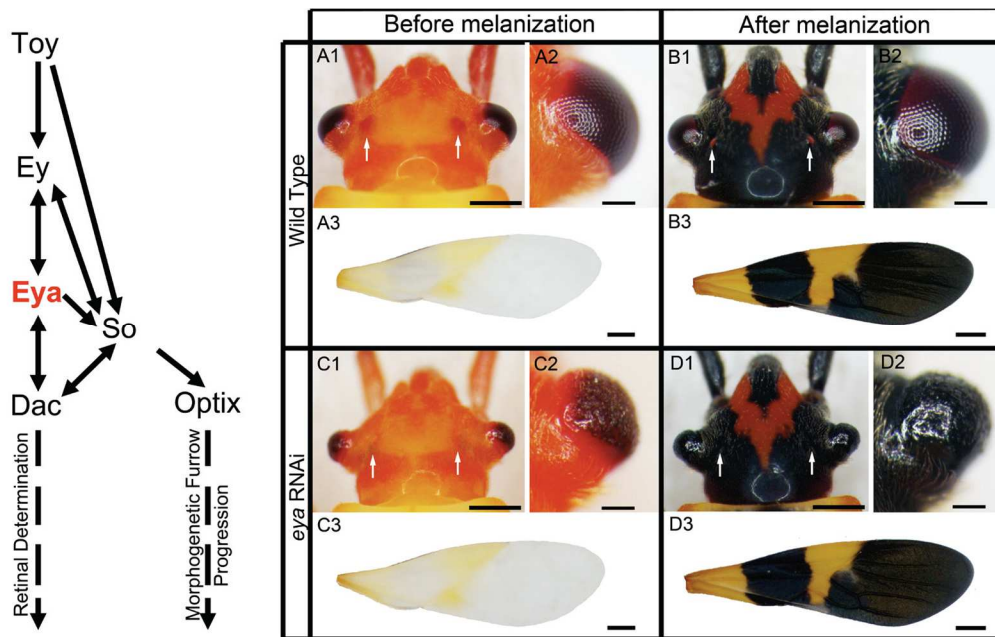 Toy
Ey
Eya
So
Dac
Optix
Retinal Determination
Morphogenetic Furrow
Progression
Before melanization
After melanization
Wild Type
A1
A2
B1
B2
A3
B3
eya RNAi
C1
C2
D1
D2
C3
D3